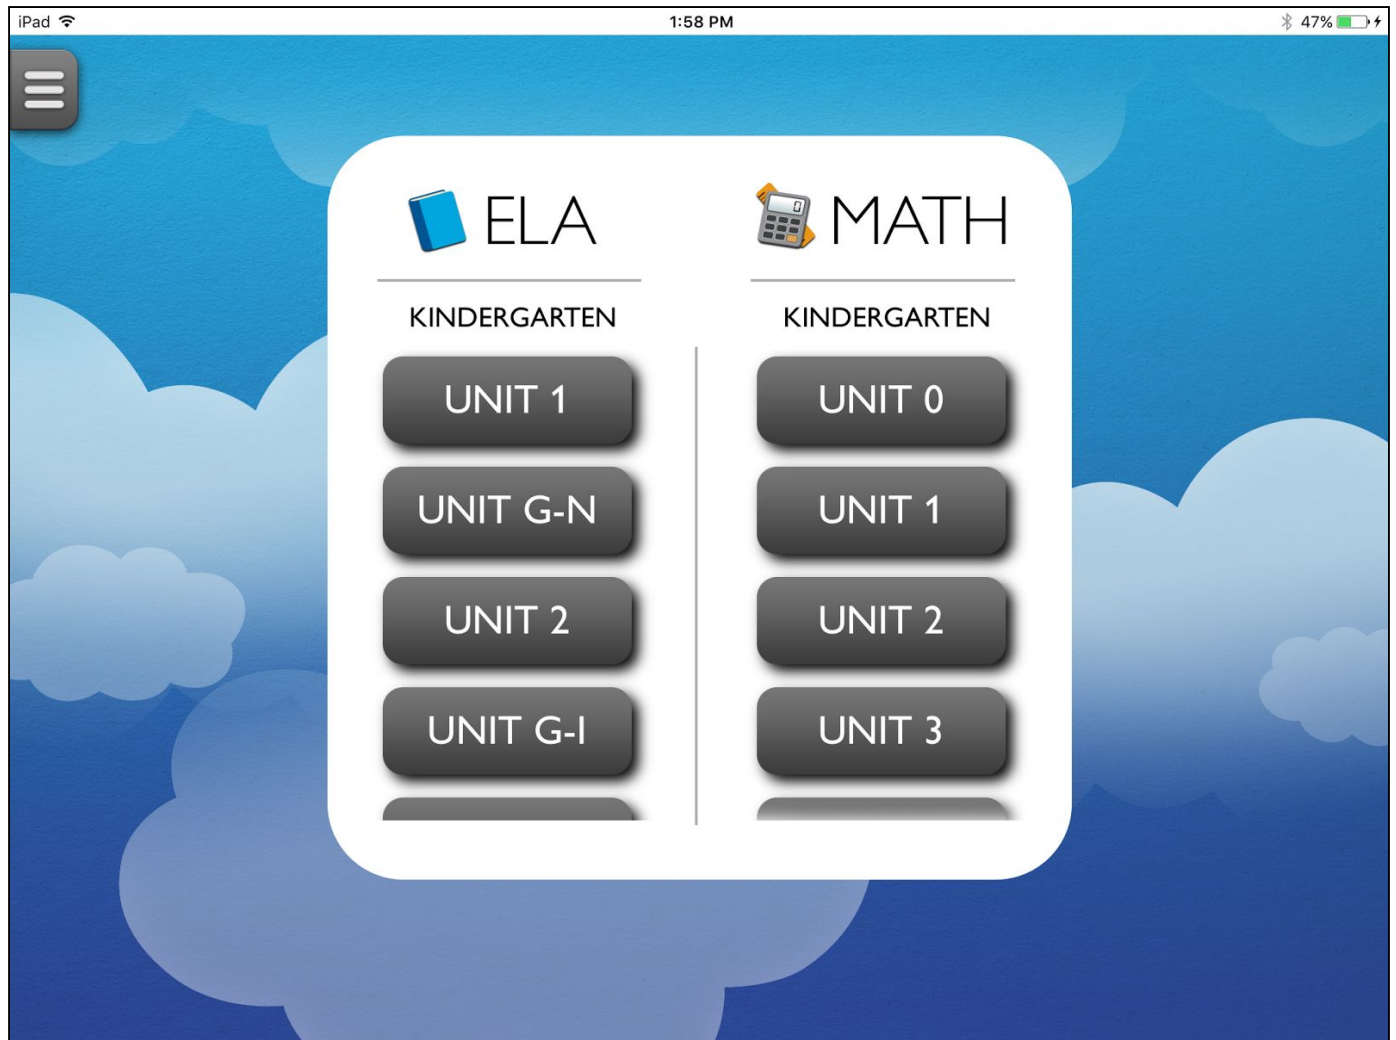 iPad 1:58 PM 47%
ELA
KINDERGARTEN
UNIT 1
UNIT G-N
UNIT 2
UNIT G-I
0
MATH
KINDERGARTEN
UNIT 0
UNIT 1
UNIT 2
UNIT 3